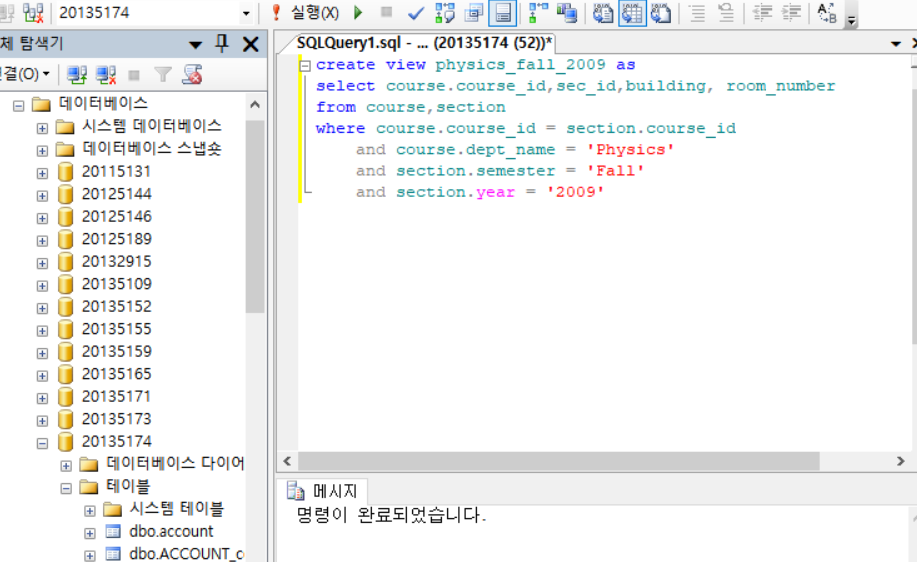 20135174
실행(X)
체 탐색기
결(O)
데이터베이스
시스템 데이터베이스
데이터베이스 스냅숏
20115131
20125144
20125146
20125189
20132915
20135109
20135152
20135155
20135159
20135165
20135171
20135173
20135174
데이터베이스 다이어
테이블
시스템 테이블
dbo.account
dbo.ACCOUNT_c
SQLQuery1.sql - ... (20135174 (52))*
create view physics_fall_2009 as
select course.course_id,sec_id,building, room_number
from course,section
where course.course_id = section.course_id
and course.dept_name = 'Physics'
and section.semester = 'Fall'
and section.year = '2009'
메시지
명령이 완료되었습니다.